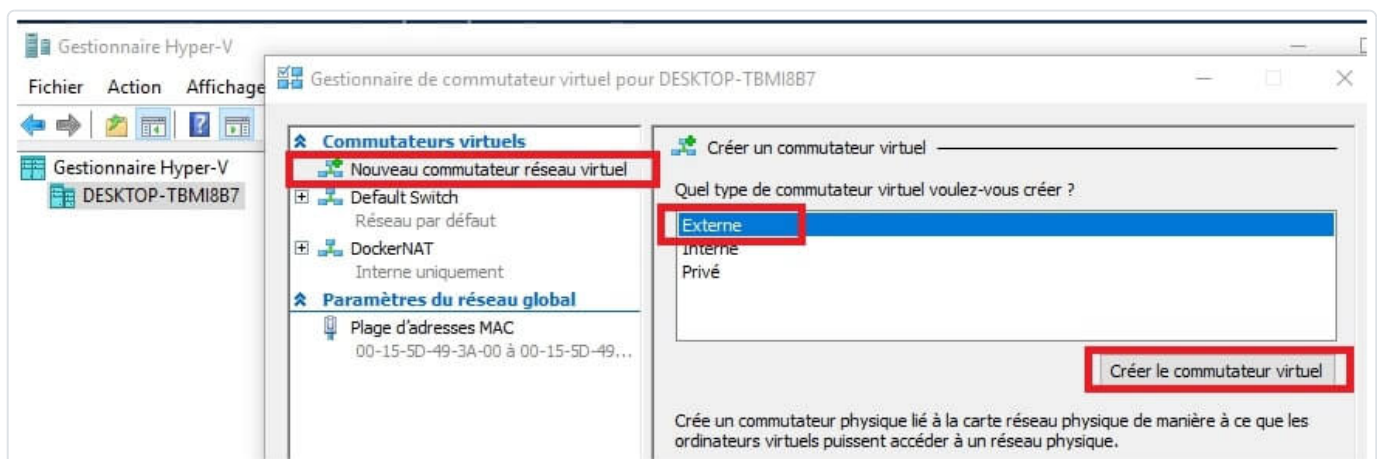 Gestionnaire Hyper-V
Fichier Action Affichage
Gestionnaire Hyper-V
DESKTOP-TBMI8B7
Gestionnaire de commutateur virtuel pour DESKTOP-TBMI8B7
Commutateurs virtuels
Nouveau commutateur réseau virtuel
Default Switch
Réseau par défaut
DockerNAT
Interne uniquement
Paramètres du réseau global
Plage d'adresses MAC
00-15-5D-49-3A-00 à 00-15-5D-49...
Créer un commutateur virtuel
Quel type de commutateur virtuel voulez-vous créer ?
Externe
Interne
Privé
Créer le commutateur virtuel
Crée un commutateur physique lié à la carte réseau physique de manière à ce que les
ordinateurs virtuels puissent accéder à un réseau physique.